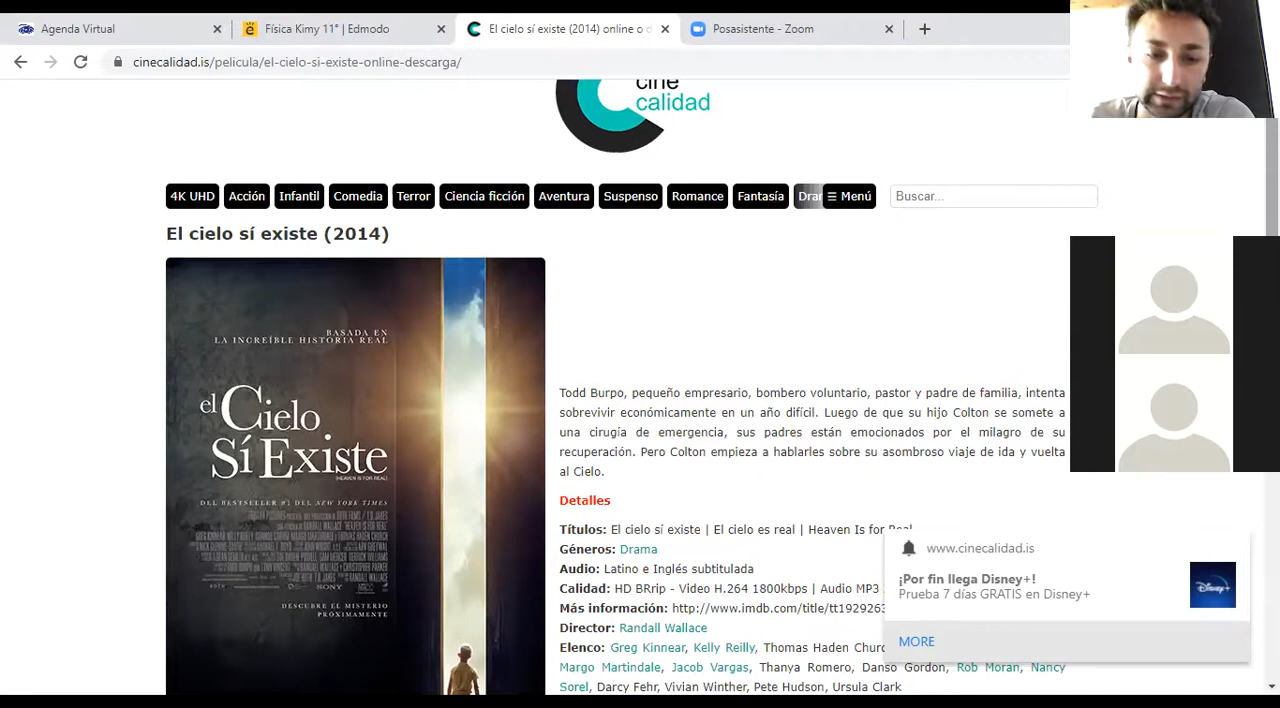 Agenda Virtual
Física Kimy 11° | Edmodo
El cielo sí existe (2014) online o d
Posasistente - Zoom
cinecalidad.is/pelicula/el-cielo-si-existe-online-descarga/
cine
calidad
4K UHD Acción Infantil Comedia Terror Ciencia ficción Aventura Suspenso Romance Fantasía Drar ☰ Menú Buscar...
El cielo sí existe (2014)
BASADA EN
LA INCREÍBLE HISTORIA REAL
el Cielo
Sí Existe
(HEAVEN IS FOR REAL)
DEL BESTSELLER #1 DEL NEW YORK TIMES
SONY
DESCUBRE EL MISTERIO
PRÓXIMAMENTE
Todd Burpo, pequeño empresario, bombero voluntario, pastor y padre de familia, intenta
sobrevivir económicamente en un año difícil. Luego de que su hijo Colton se somete a
una cirugía de emergencia, sus padres están emocionados por el milagro de su
recuperación. Pero Colton empieza a hablarles sobre su asombroso viaje de ida y vuelta
al Cielo.
Detalles
Títulos: El cielo sí existe | El cielo es real | Heaven Is for Real
Géneros: Drama
Audio: Latino e Inglés subtitulada
Calidad: HD BRrip - Video H.264 1800kbps | Audio MP3
Más información: http://www.imdb.com/title/tt1929263
Director: Randall Wallace
Elenco: Greg Kinnear, Kelly Reilly, Thomas Haden Churc
Margo Martindale, Jacob Vargas, Thanya Romero, Danso Gordon, Rob Moran, Nancy
Sorel, Darcy Fehr, Vivian Winther, Pete Hudson, Ursula Clark
www.cinecalidad.is
¡Por fin llega Disney+!
Prueba 7 días GRATIS en Disney+
Disney+
MORE